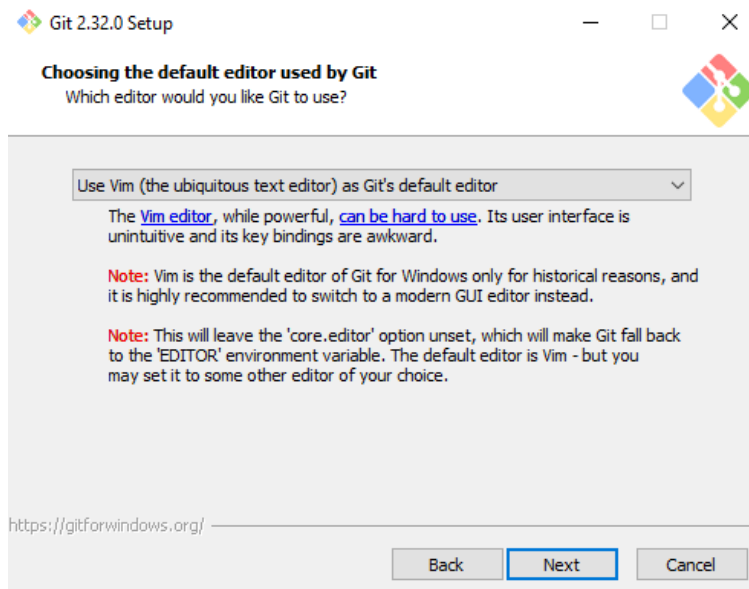 Git 2.32.0 Setup
Choosing the default editor used by Git
Which editor would you like Git to use?
Use Vim (the ubiquitous text editor) as Git's default editor
The Vim editor, while powerful, can be hard to use. Its user interface is
unintuitive and its key bindings are awkward.
Note: Vim is the default editor of Git for Windows only for historical reasons, and
it is highly recommended to switch to a modern GUI editor instead.
Note: This will leave the 'core.editor' option unset, which will make Git fall back
to the 'EDITOR' environment variable. The default editor is Vim - but you
may set it to some other editor of your choice.
https://gitforwindows.org/
Back Next Cancel